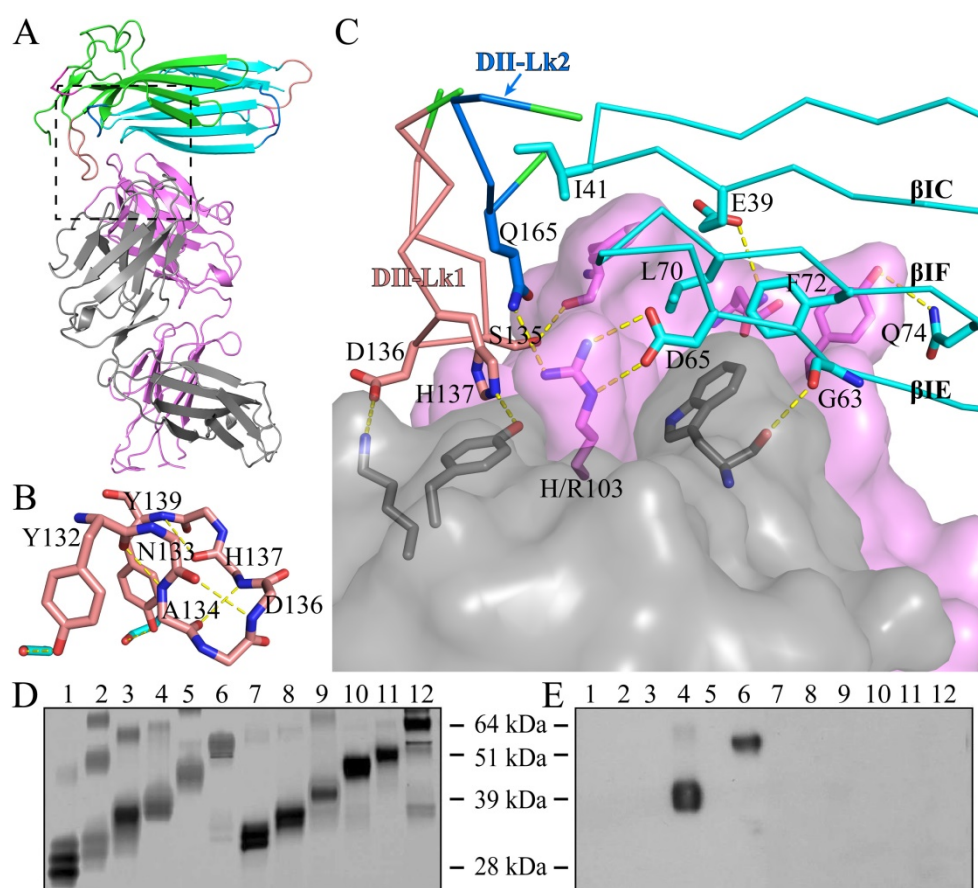 A
B
Y139
Y132
N133
H137
A134
D136
C
DII-Lk2
I41
E39
βIC
Q165
DII-Lk1
L70
F72
βIF
S135
D136
Q74
D65
H137
G63
βIE
H/R103
D
1 2 3 4 5 6 7 8 9 10 11 12
64 kDa
51 kDa
39 kDa
28 kDa
E
1 2 3 4 5 6 7 8 9 10 11 12